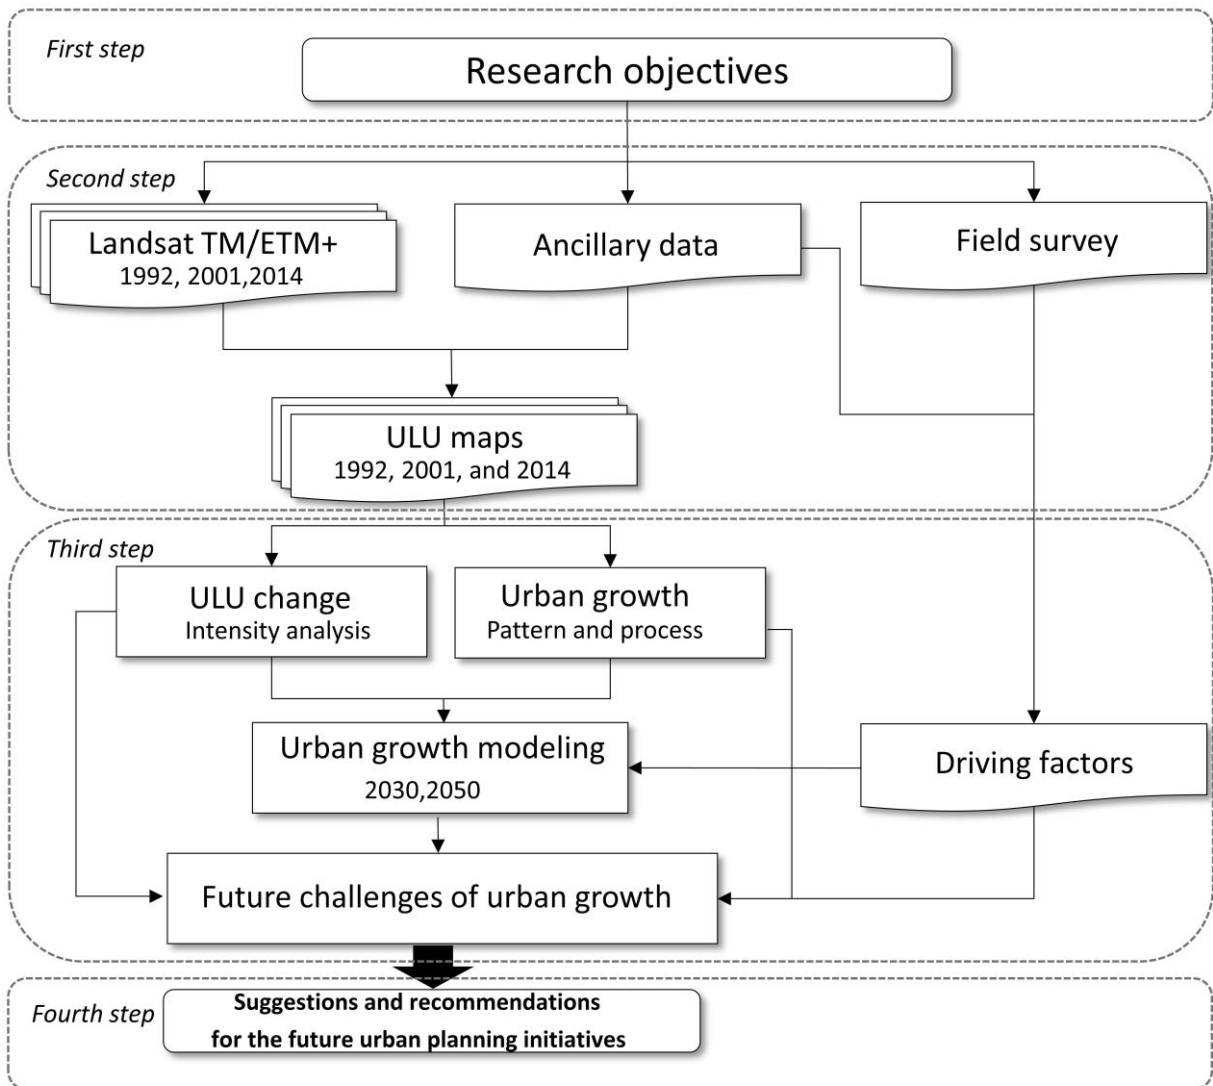 First step
Research objectives
Second step
Landsat TM/ETM+
1992, 2001,2014
Ancillary data
Field survey
ULU maps
1992, 2001, and 2014
Third step
ULU change
Intensity analysis
Urban growth
Pattern and process
Urban growth modeling
2030,2050
Driving factors
Future challenges of urban growth
Fourth step
Suggestions and recommendations
for the future urban planning initiatives